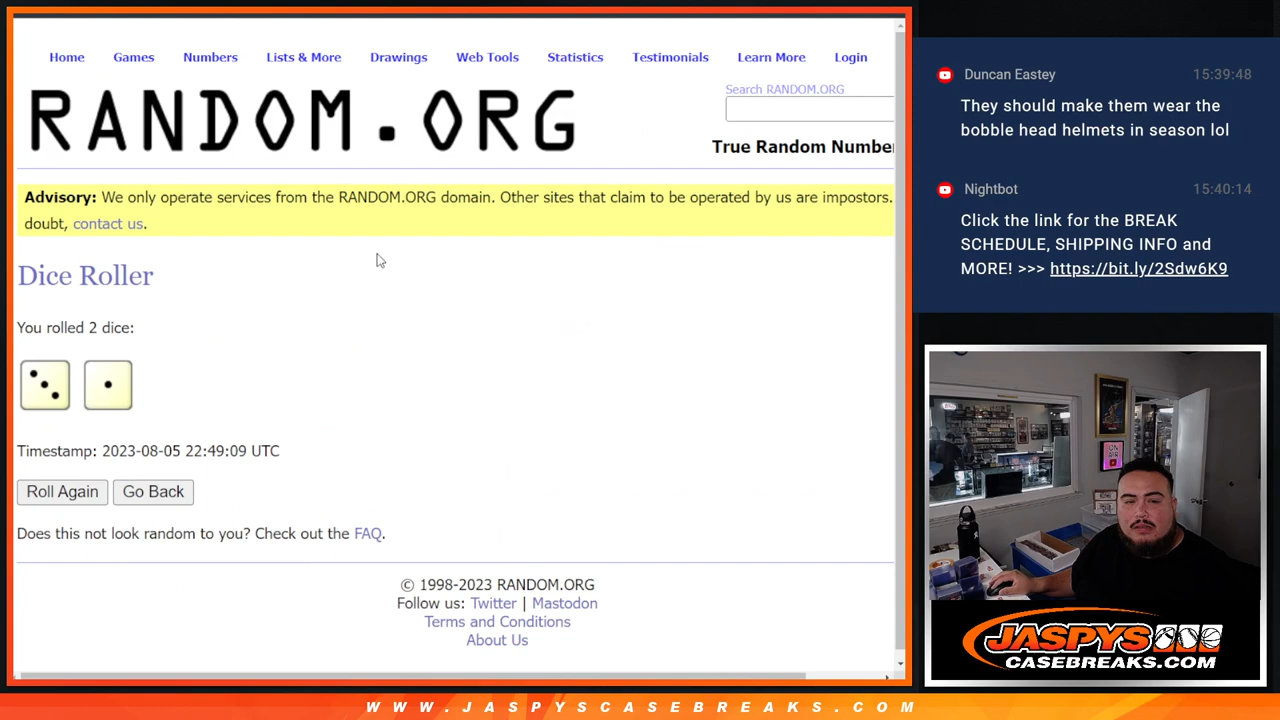 Home Games Numbers Lists & More Drawings Web Tools Statistics Testimonials Learn More Login
Search RANDOM.ORG
RANDOM.ORG
True Random Number
Advisory: We only operate services from the RANDOM.ORG domain. Other sites that claim to be operated by us are impostors.
doubt, contact us.
Dice Roller
You rolled 2 dice:
Timestamp: 2023-08-05 22:49:09 UTC
Roll Again Go Back
Does this not look random to you? Check out the FAQ.
© 1998-2023 RANDOM.ORG
Follow us: Twitter | Mastodon
Terms and Conditions
About Us
Duncan Eastey 15:39:48
They should make them wear the
bobble head helmets in season lol
Nightbot 15:40:14
Click the link for the BREAK
SCHEDULE, SHIPPING INFO and
MORE! >>> https://bit.ly/2Sdw6K9
ON
AIR
JASPYS
CASEBREAKS.COM
WWW.JASPYSCASEBREAKS.COM